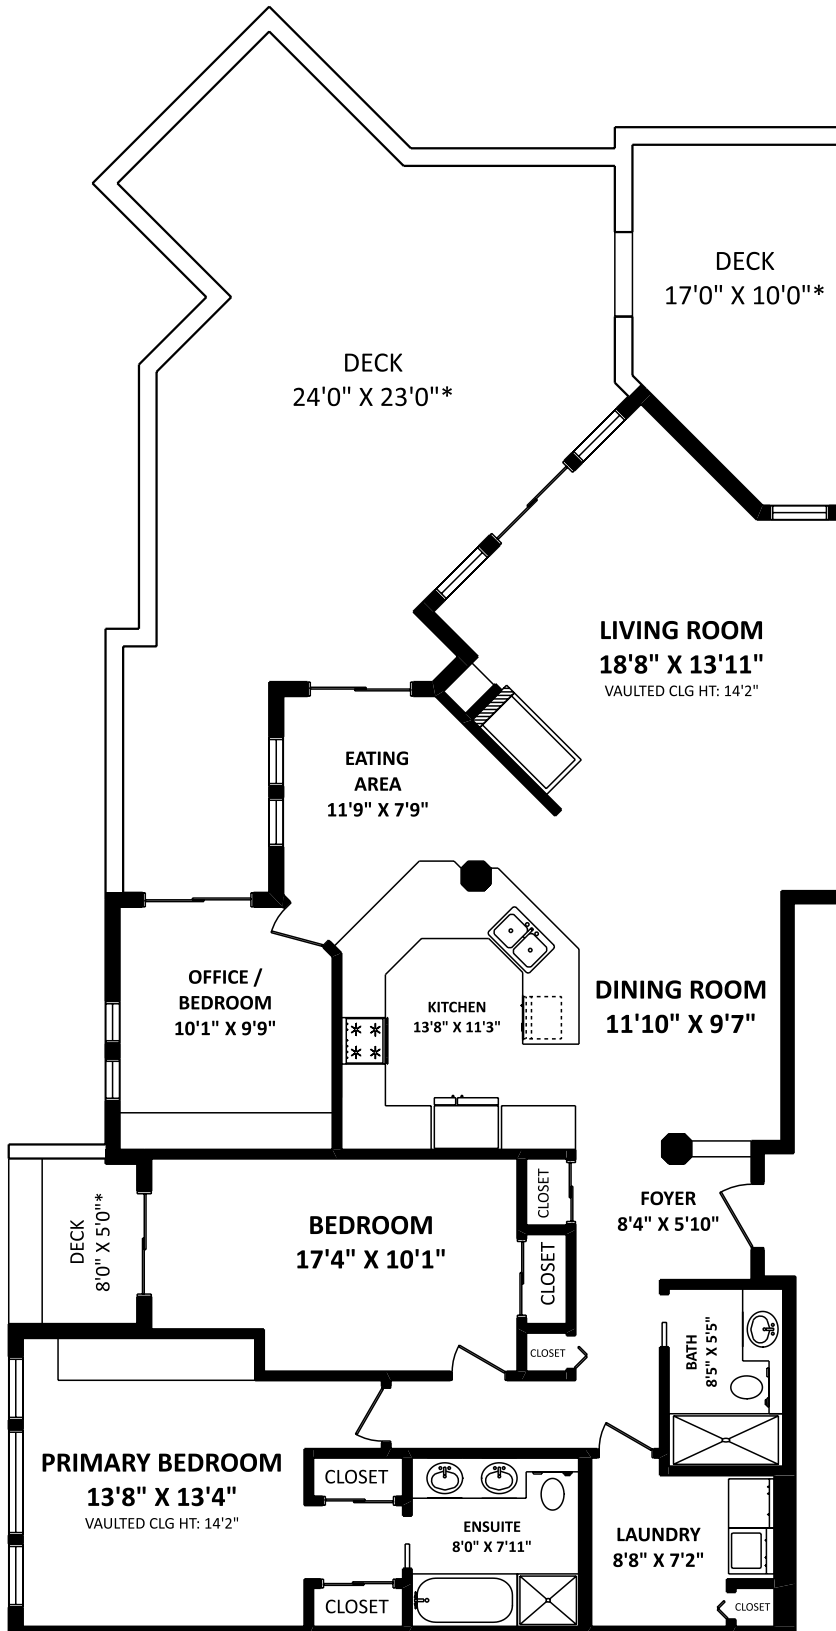 DECK
17'0" X 10'0"*
DECK
24'0" X 23'0"*
LIVING ROOM
18'8" X 13'11"
VAULTED CLG HT: 14'2"
EATING
AREA
11'9" X 7'9"
OFFICE /
BEDROOM
10'1" X 9'9"
KITCHEN
13'8" X 11'3"
DINING ROOM
11'10" X 9'7"
DECK
8'0" X 5'0"*
BEDROOM
17'4" X 10'1"
CLOSET
CLOSET
CLOSET
FOYER
8'4" X 5'10"
BATH
8'5" X 5'5"
PRIMARY BEDROOM
13'8" X 13'4"
VAULTED CLG HT: 14'2"
CLOSET
ENSUITE
8'0" X 7'11"
CLOSET
LAUNDRY
8'8" X 7'2"
CLOSET